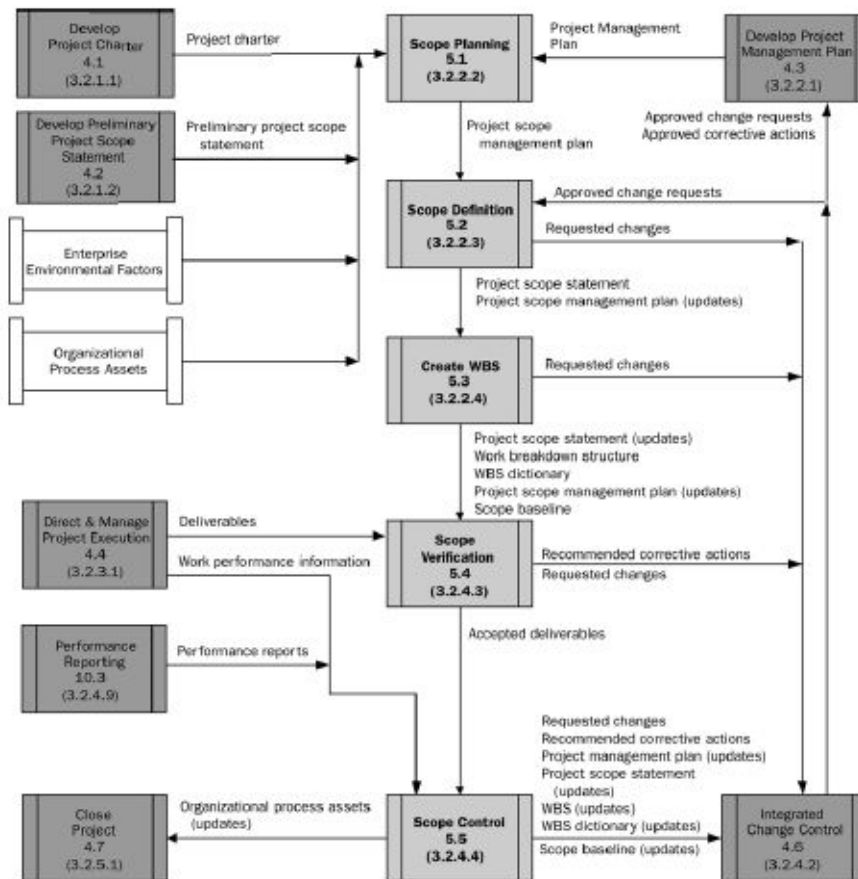 Develop
Project Charter
4.1
(3.2.1.1)
Project charter
Scope Planning
5.1
(3.2.2.2)
Project Management
Plan
Develop Project
Management Plan
4.3
(3.2.2.1)
Develop Preliminary
Project Scope
Statement
4.2
(3.2.1.2)
Preliminary project scope
statement
Project scope
management plan
Approved change requests
Approved corrective actions
Scope Definition
5.2
(3.2.2.3)
Approved change requests
Requested changes
Enterprise
Environmental Factors
Project scope statement
Project scope management plan (updates)
Organizational
Process Assets
Create WBS
5.3
(3.2.2.4)
Requested changes
Project scope statement (updates)
Work breakdown structure
WBS dictionary
Project scope management plan (updates)
Scope baseline
Direct & Manage
Project Execution
4.4
(3.2.3.1)
Deliverables
Work performance information
Scope
Verification
5.4
(3.2.4.3)
Recommended corrective actions
Requested changes
Accepted deliverables
Performance
Reporting
10.3
(3.2.4.9)
Performance reports
Requested changes
Recommended corrective actions
Project management plan (updates)
Project scope statement
(updates)
WBS (updates)
WBS dictionary (updates)
Scope baseline (updates)
Close
Project
4.7
(3.2.5.1)
Organizational process assets
(updates)
Scope Control
5.5
(3.2.4.4)
Integrated
Change Control
4.6
(3.2.4.2)